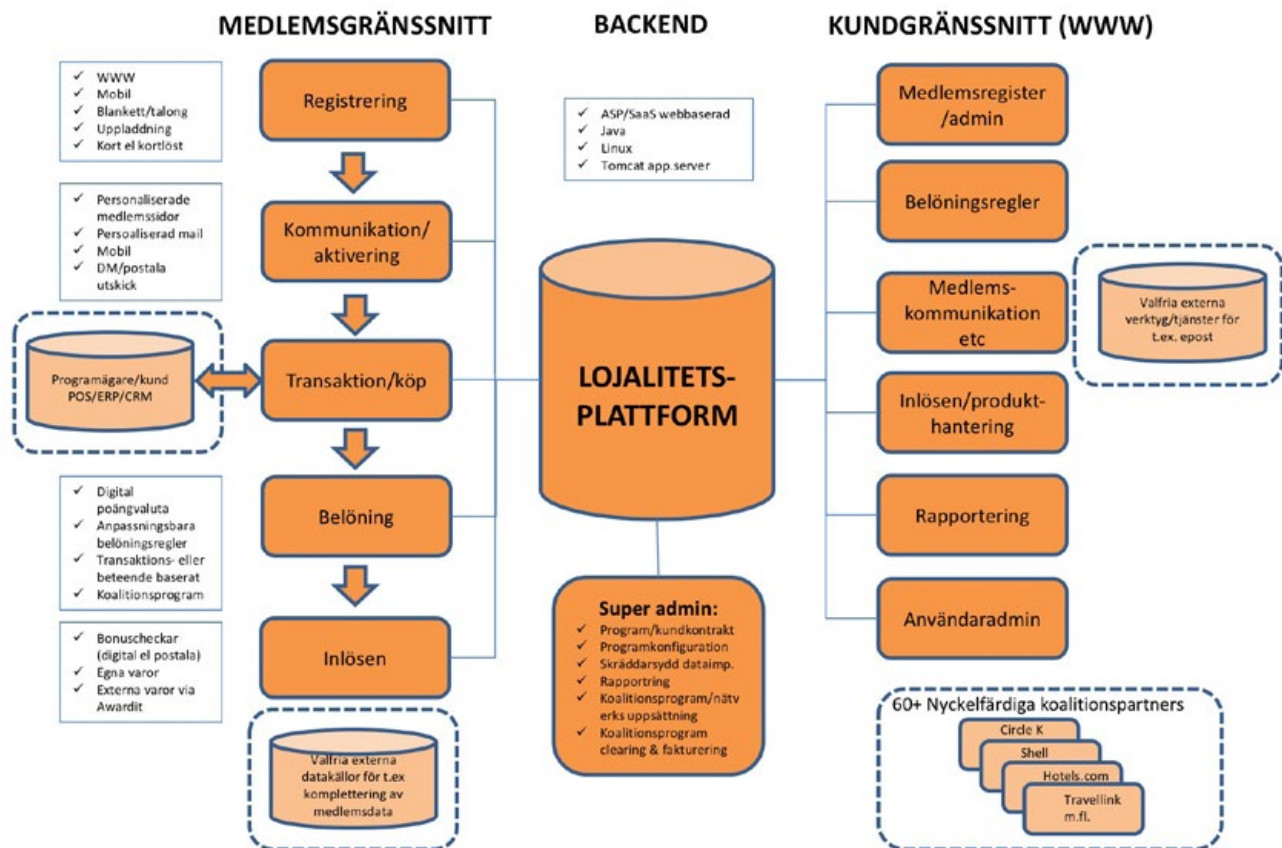 MEDLEMSGRÄNSSNITT
BACKEND
KUNDGRÄNSSNITT (WWW)
✓ WWW
✓ Mobil
✓ Blankett/talong
✓ Uppladdning
✓ Kort el kortlöst
Registrering
✓ Personaliserade
medlemssidor
✓ Persoaliserad mail
✓ Mobil
✓ DM/postala
utskick
Kommunikation/
aktivering
Programägare/kund
POS/ERP/CRM
Transaktion/köp
✓ Digital
poängvaluta
✓ Anpassningsbara
belöningsregler
✓ Transaktions- eller
beteende baserat
✓ Koalitionsprogram
Belöning
✓ Bonuscheckar
(digital el postala)
✓ Egna varor
✓ Externa varor via
Awardit
Inlösen
Valfria externa
datakällor för t.ex
komplettering av
medlemsdata
✓ ASP/SaaS webbaserad
✓ Java
✓ Linux
✓ Tomcat app.server
LOJALITETS-
PLATTFORM
Super admin:
✓ Program/kundkontrakt
✓ Programkonfiguration
✓ Skräddarsydd dataimp.
✓ Rapportring
✓ Koalitionsprogram/nätv
erks uppsättning
✓ Koalitionsprogram
clearing & fakturering
Medlemsregister
/admin
Belöningsregler
Medlems-
kommunikation
etc
Valfria externa
verktyg/tjänster för
t.ex. epost
Inlösen/produkt-
hantering
Rapportering
Användaradmin
60+ Nyckelfärdiga koalitionspartners
Circle K
Shell
Hotels.com
Travellink
m.fl.